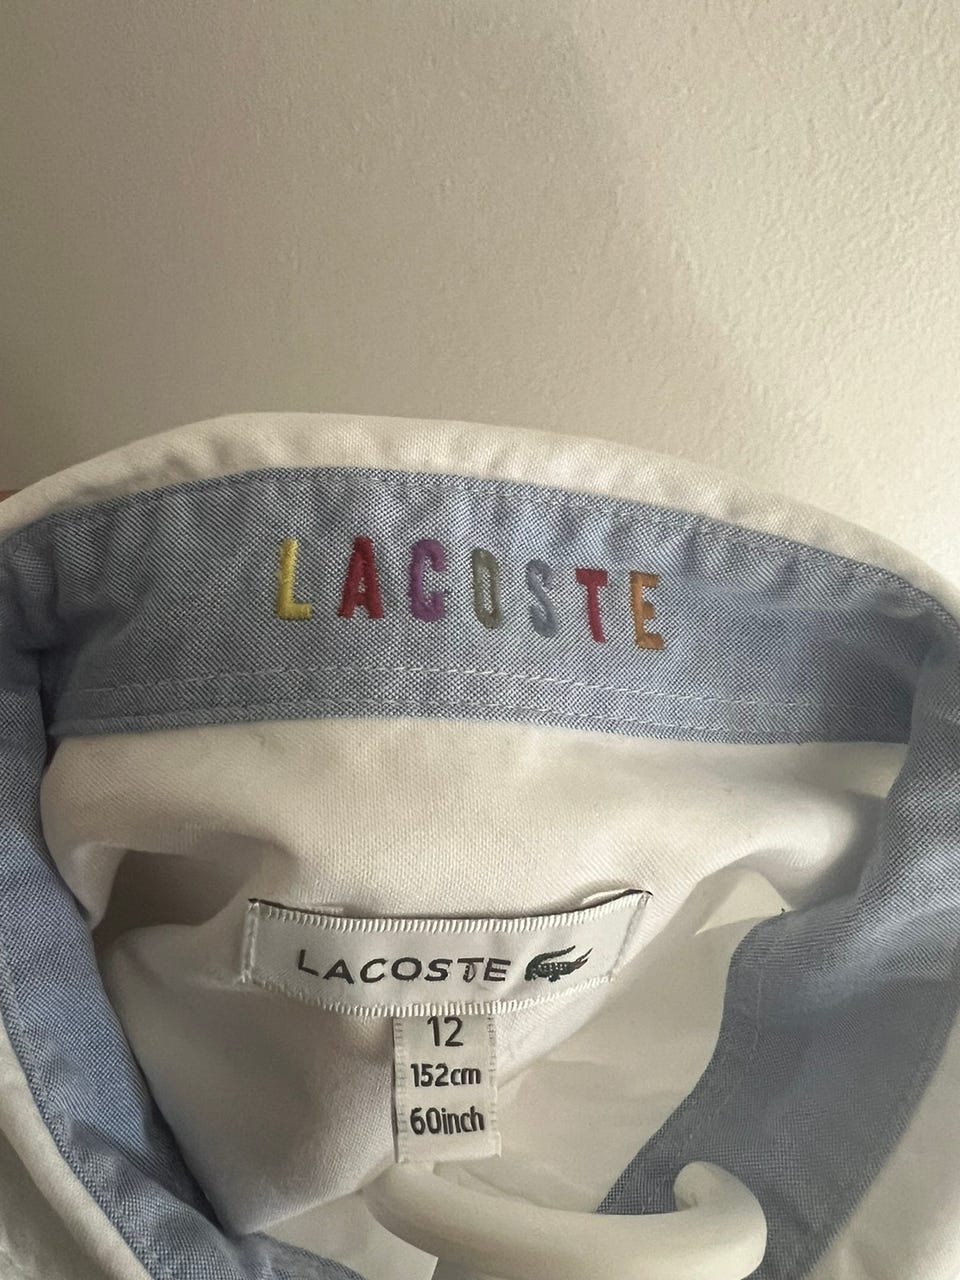 LACOSTE
LACOSTE
12
152cm
60inch